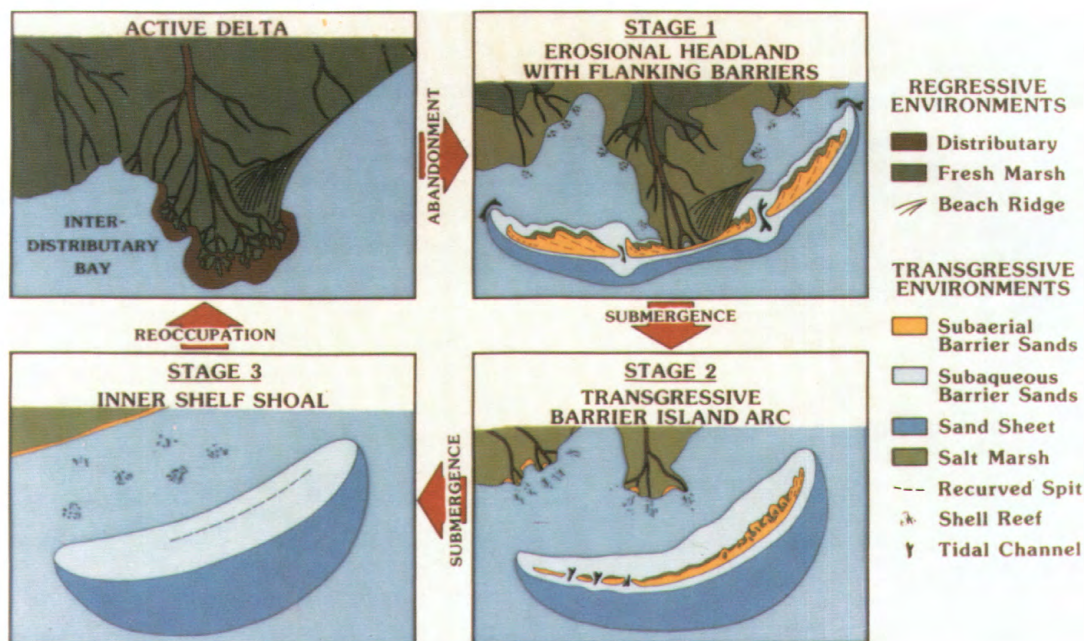 ACTIVE DELTA
INTER-
DISTRIBUTARY
BAY
ABANDONMENT
STAGE 1
EROSIONAL HEADLAND
WITH FLANKING BARRIERS
SUBMERGENCE
STAGE 2
TRANSGRESSIVE
BARRIER ISLAND ARC
SUBMERGENCE
STAGE 3
INNER SHELF SHOAL
REOCCUPATION
REGRESSIVE
ENVIRONMENTS
Distributary
Fresh Marsh
Beach Ridge
TRANSGRESSIVE
ENVIRONMENTS
Subaerial
Barrier Sands
Subaqueous
Barrier Sands
Sand Sheet
Salt Marsh
Recurved Spit
Shell Reef
Tidal Channel